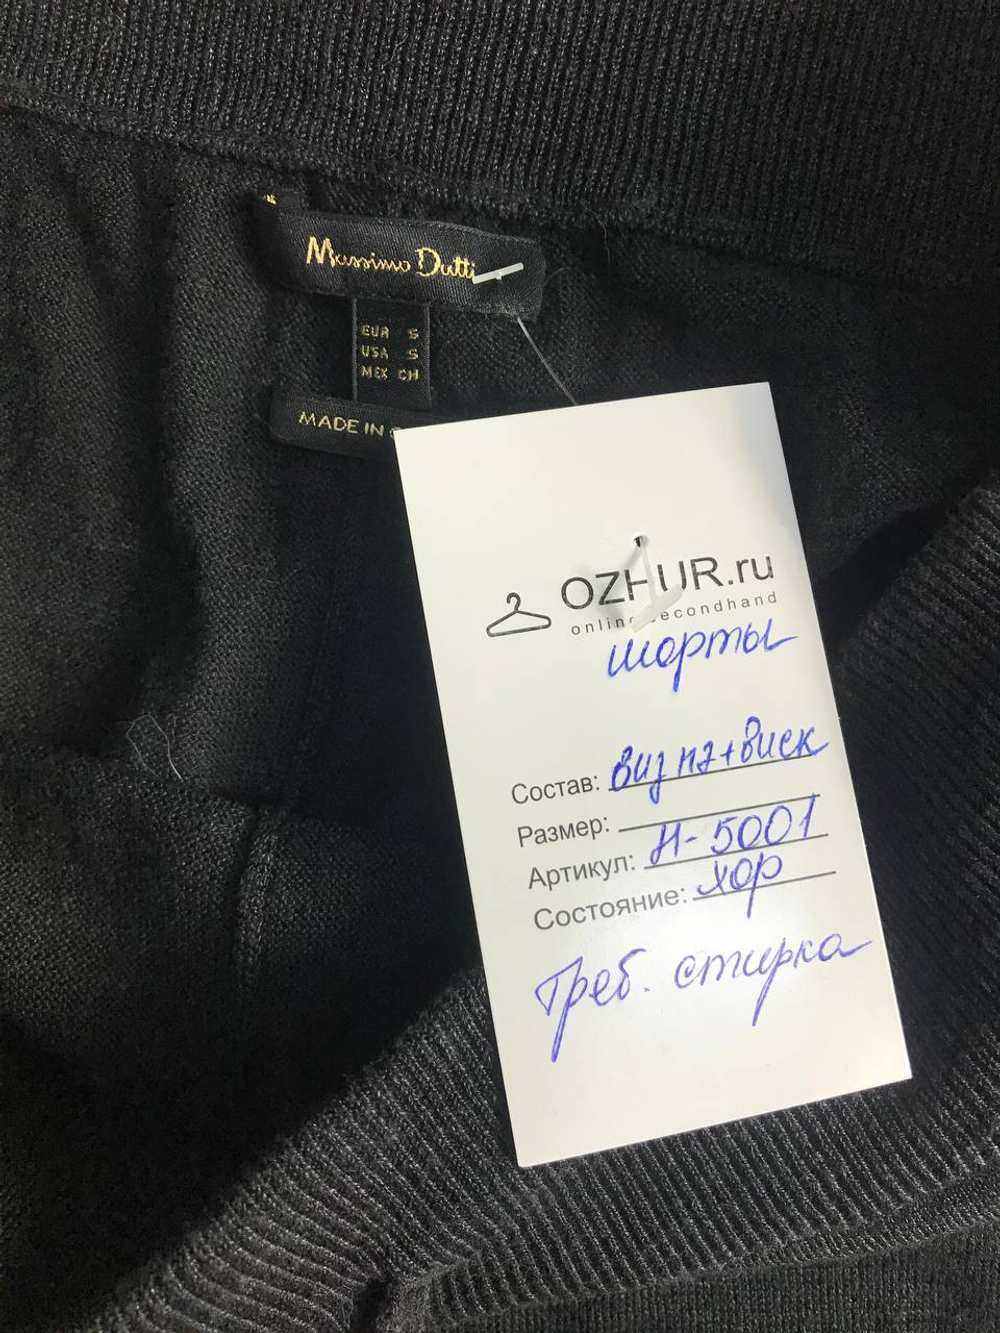 Massimo Dutti
EUR S
USA S
MEX CH
MADE IN
OZHUR.ru
online secondhand
шорты
Состав: виз пэ+виск
Размер:
Артикул: Н-5001
Состояние: хор
Треб. стирка